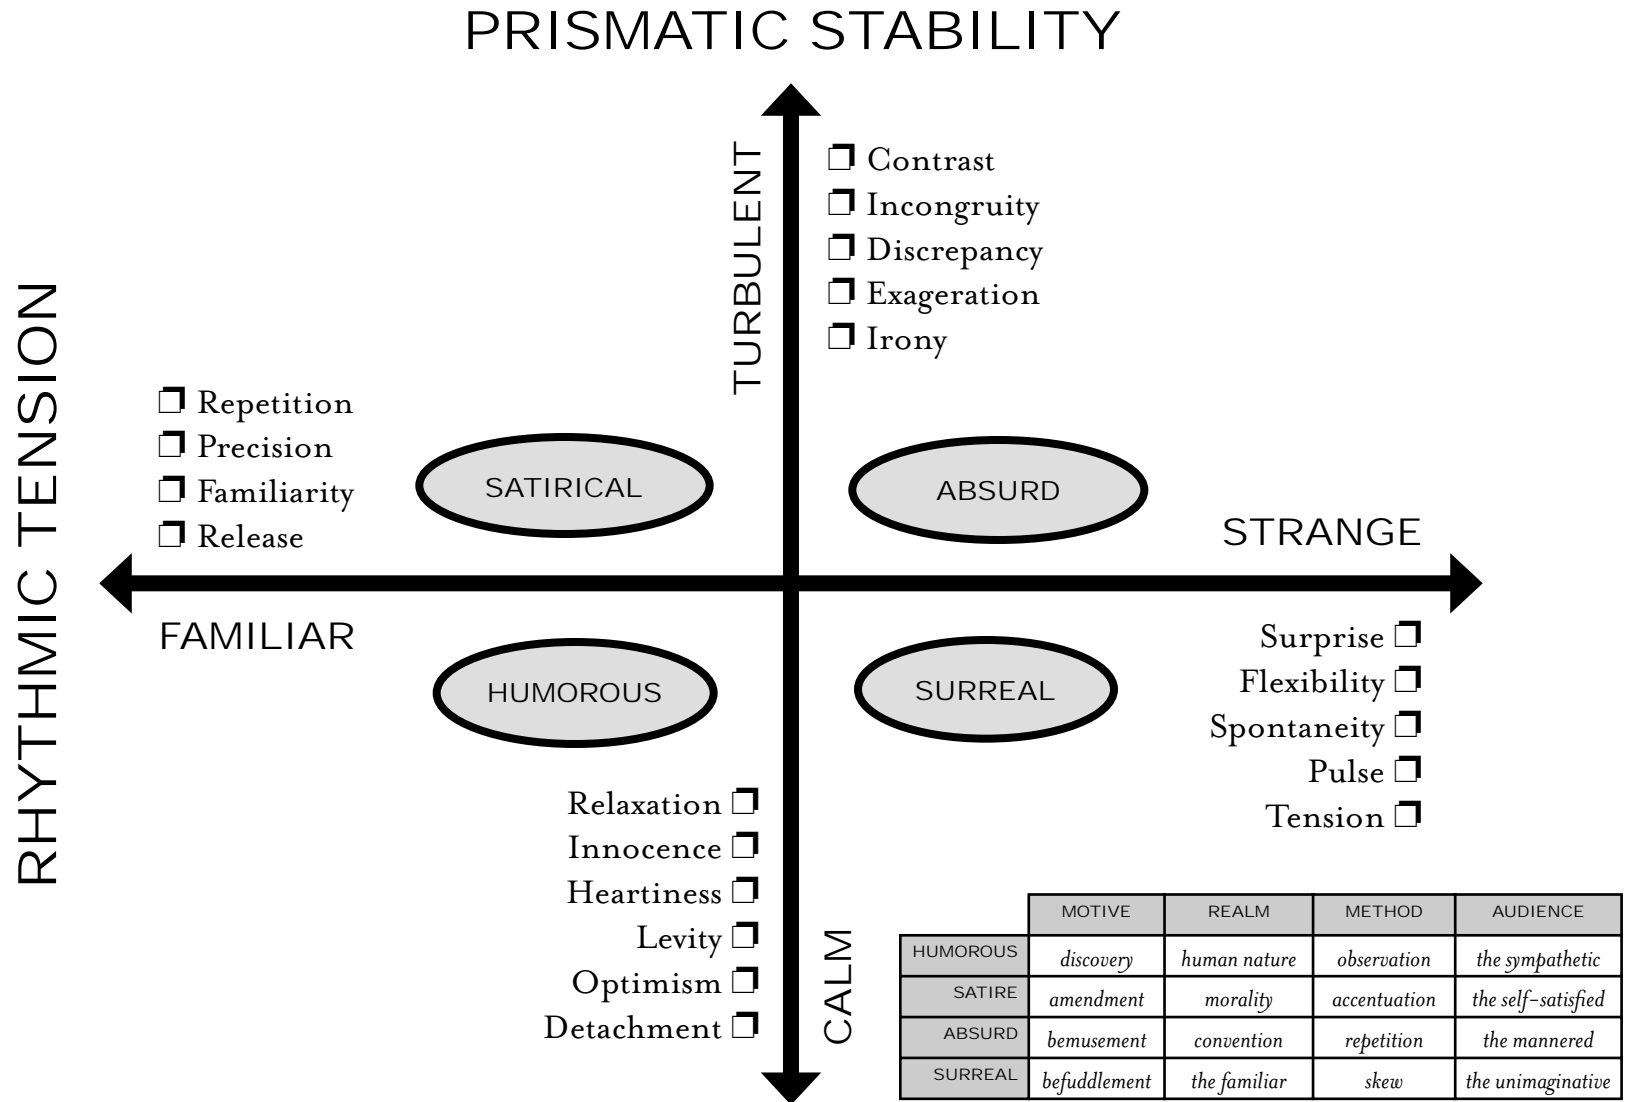 PRISMATIC STABILITY
RHYTHMIC TENSION
TURBULENT
❐ Contrast
❐ Incongruity
❐ Discrepancy
❐ Exageration
❐ Irony
❐ Repetition
❐ Precision
❐ Familiarity
❐ Release
SATIRICAL
ABSURD
STRANGE
FAMILIAR
HUMOROUS
SURREAL
Surprise ❐
Flexibility ❐
Spontaneity ❐
Pulse ❐
Tension ❐
Relaxation ❐
Innocence ❐
Heartiness ❐
Levity ❐
Optimism ❐
Detachment ❐
CALM
MOTIVE REALM METHOD AUDIENCE
HUMOROUS discovery human nature observation the sympathetic
SATIRE amendment morality accentuation the self-satisfied
ABSURD bemusement convention repetition the mannered
SURREAL befuddlement the familiar skew the unimaginative